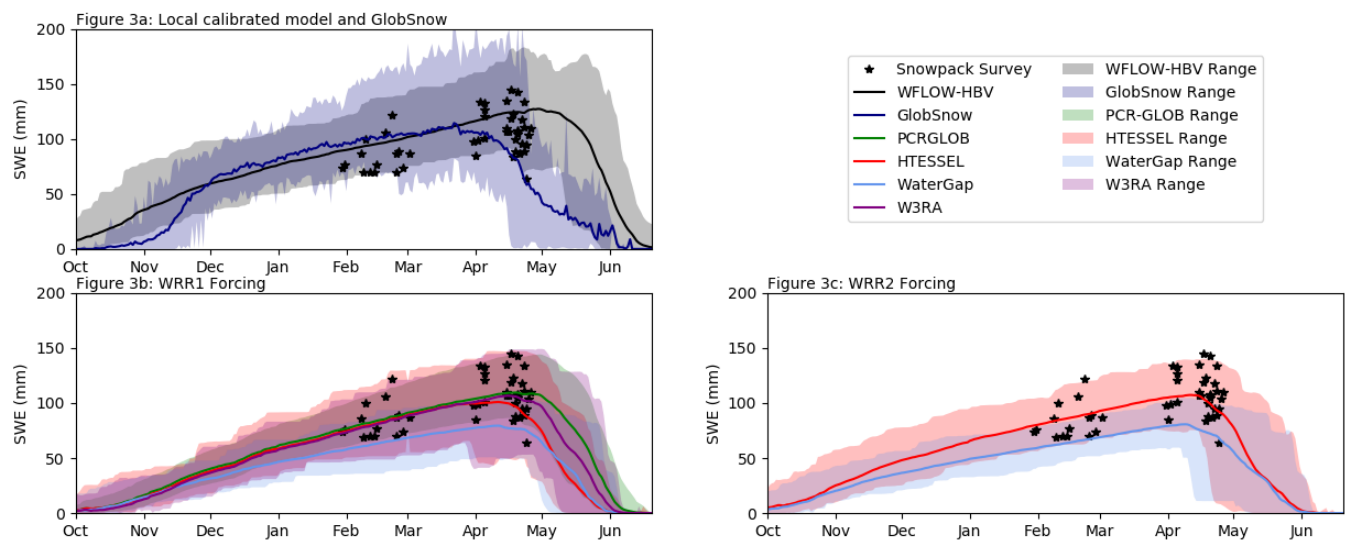 Figure 3a: Local calibrated model and GlobSnow
200
150
100
50
0
SWE (mm)
Oct Nov Dec Jan Feb Mar Apr May Jun
Snowpack Survey
WFLOW-HBV
GlobSnow
PCRGLOB
HTESSEL
WaterGap
W3RA
WFLOW-HBV Range
GlobSnow Range
PCR-GLOB Range
HTESSEL Range
WaterGap Range
W3RA Range
Figure 3b: WRR1 Forcing
200
150
100
50
0
SWE (mm)
Oct Nov Dec Jan Feb Mar Apr May Jun
Figure 3c: WRR2 Forcing
200
150
100
50
0
SWE (mm)
Oct Nov Dec Jan Feb Mar Apr May Jun